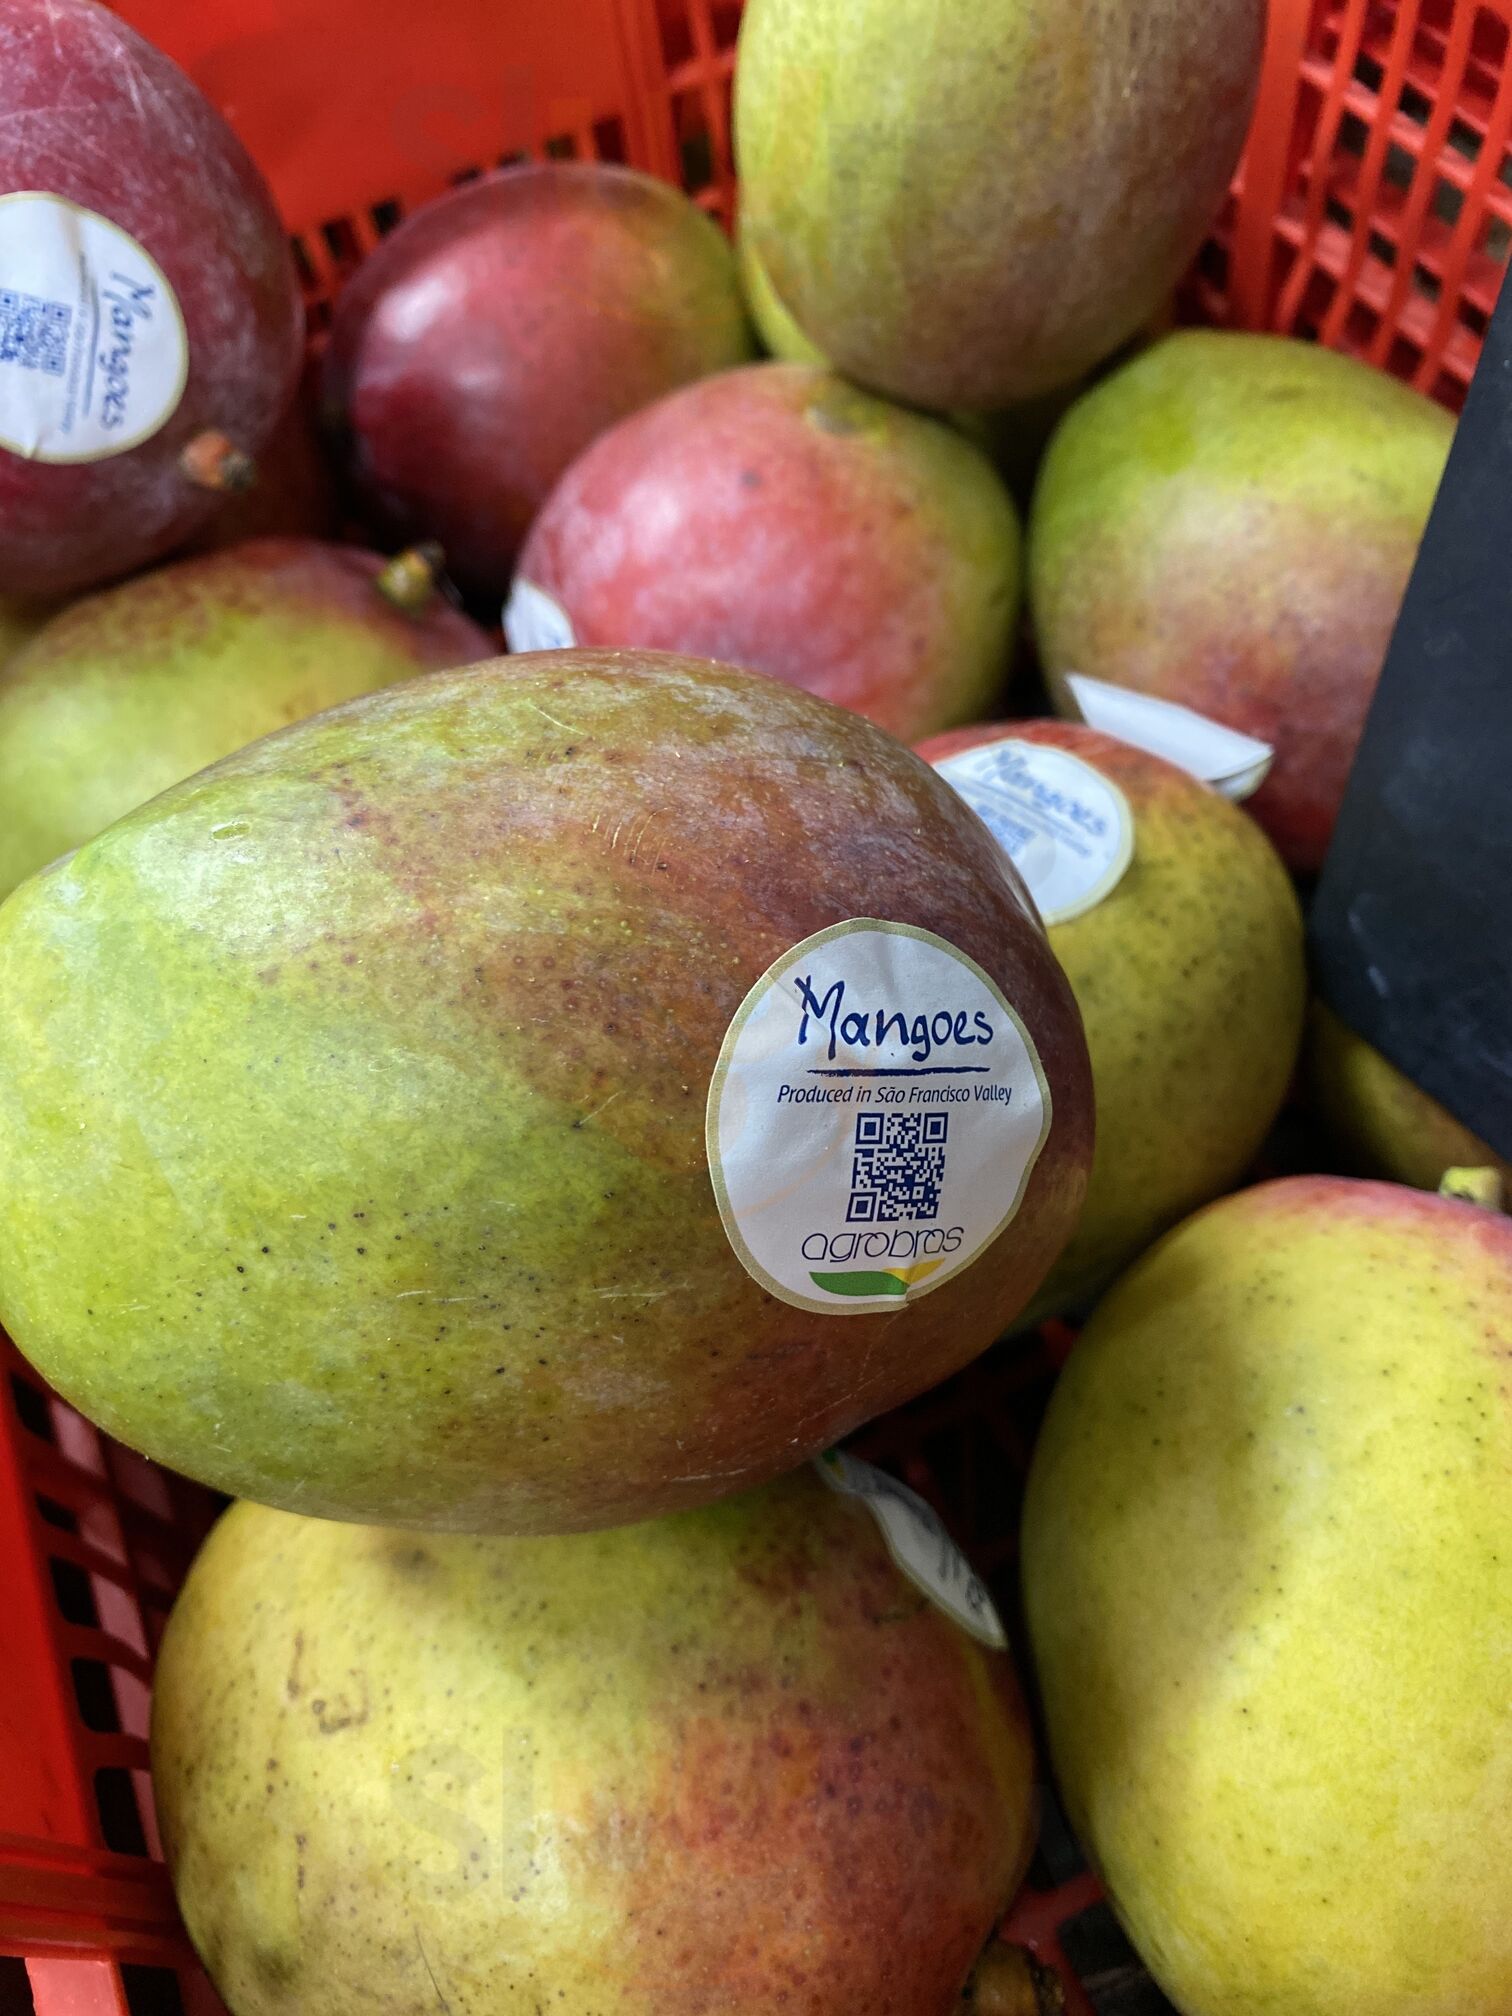 Mangoes
Mangoes
Mangoes
Produced in São Francisco Valley
agrobras